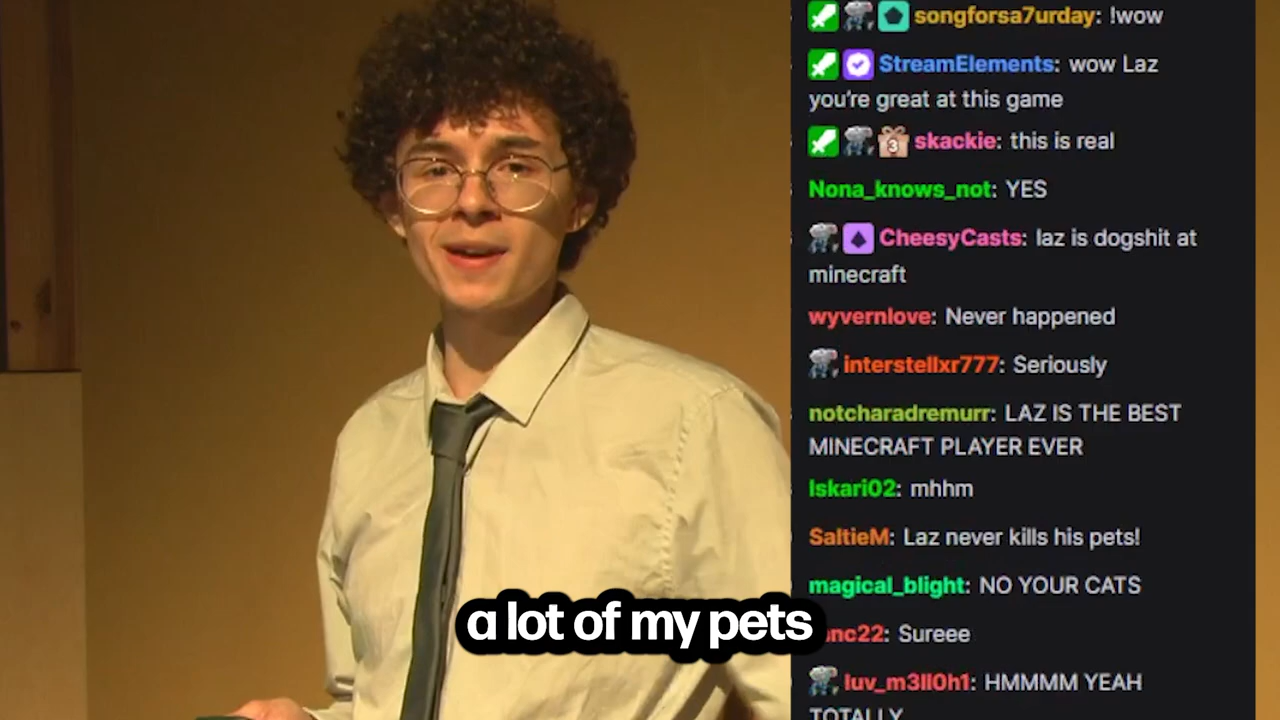 songforsa7urday: !wow
StreamElements: wow Laz
you're great at this game
3 skackie: this is real
Nona_knows_not: YES
CheesyCasts: laz is dogshit at
minecraft
wyvernlove: Never happened
interstellxr777: Seriously
notcharadremurr: LAZ IS THE BEST
MINECRAFT PLAYER EVER
Iskari02: mhhm
SaltieM: Laz never kills his pets!
magical_blight: NO YOUR CATS
a lot of my pets
Sureee
luv_m3ll0h1: HMMMM YEAH
TOTALLY